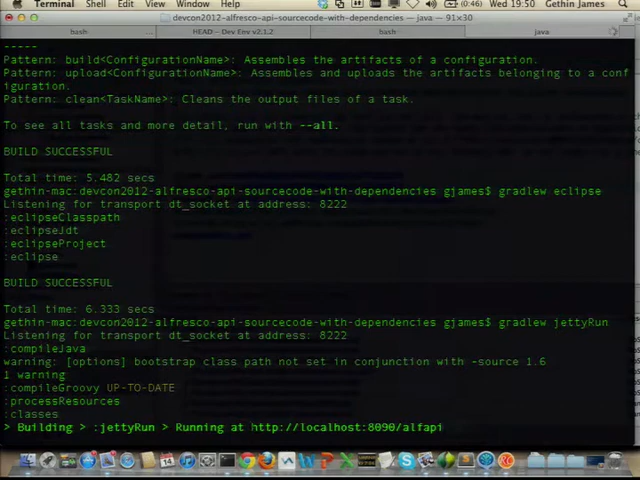 Terminal Shell Edit View Window Help (0:46) Wed 19:50 Gethin James
devcon2012-alfresco-api-sourcecode-with-dependencies — java — 91×30
bash HEAD -- Dev Env v2.1.2 bash java
-----
Pattern: build<ConfigurationName>: Assembles the artifacts of a configuration.
Pattern: upload<ConfigurationName>: Assembles and uploads the artifacts belonging to a conf
iguration.
Pattern: clean<TaskName>: Cleans the output files of a task.
To see all tasks and more detail, run with --all.
BUILD SUCCESSFUL
Total time: 5.482 secs
gethin-mac:devcon2012-alfresco-api-sourcecode-with-dependencies gjames$ gradlew eclipse
Listening for transport dt_socket at address: 8222
:eclipseClasspath
:eclipseJdt
:eclipseProject
:eclipse
BUILD SUCCESSFUL
Total time: 6.333 secs
gethin-mac:devcon2012-alfresco-api-sourcecode-with-dependencies gjames$ gradlew jettyRun
Listening for transport dt_socket at address: 8222
:compileJava
warning: [options] bootstrap class path not set in conjunction with -source 1.6
1 warning
:compileGroovy UP-TO-DATE
:processResources
:classes
> Building > :jettyRun > Running at http://localhost:8090/alfapi